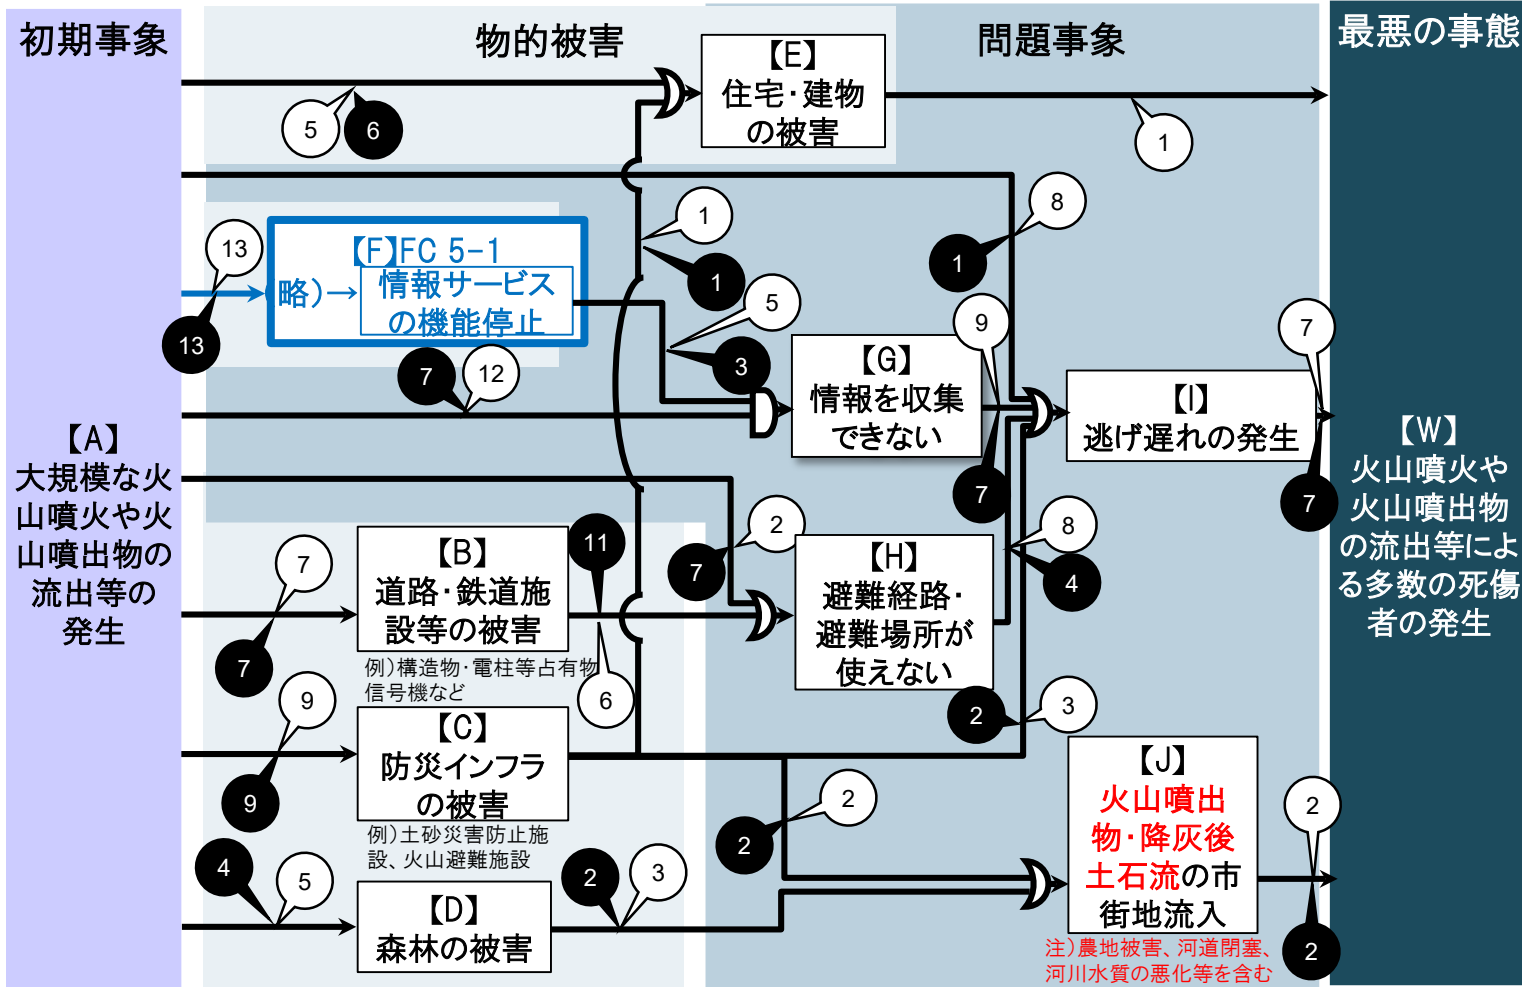 初期事象
物的被害
問題事象
最悪の事態
【E】
住宅・建物
の被害
5
6
1
13
【F】FC 5-1
(略)→
情報サービス
の機能停止
13
1
1
8
1
5
3
7
12
9
7
【G】
情報を収集
できない
【I】
逃げ遅れの発生
7
7
【A】
大規模な火
山噴火や火
山噴出物の
流出等の
発生
【W】
火山噴火や
火山噴出物
の流出等によ
る多数の死傷
者の発生
7
7
【B】
道路・鉄道施
設等の被害
例)構造物・電柱等占有物
信号機など
11
6
2
7
【H】
避難経路・
避難場所が
使えない
8
4
9
9
【C】
防災インフラ
の被害
例)土砂災害防止施
設、火山避難施設
2
3
2
2
4
5
【D】
森林の被害
2
3
【J】
火山噴出
物・降灰後
土石流の市
街地流入
注)農地被害、河道閉塞、
河川水質の悪化等を含む
2
2